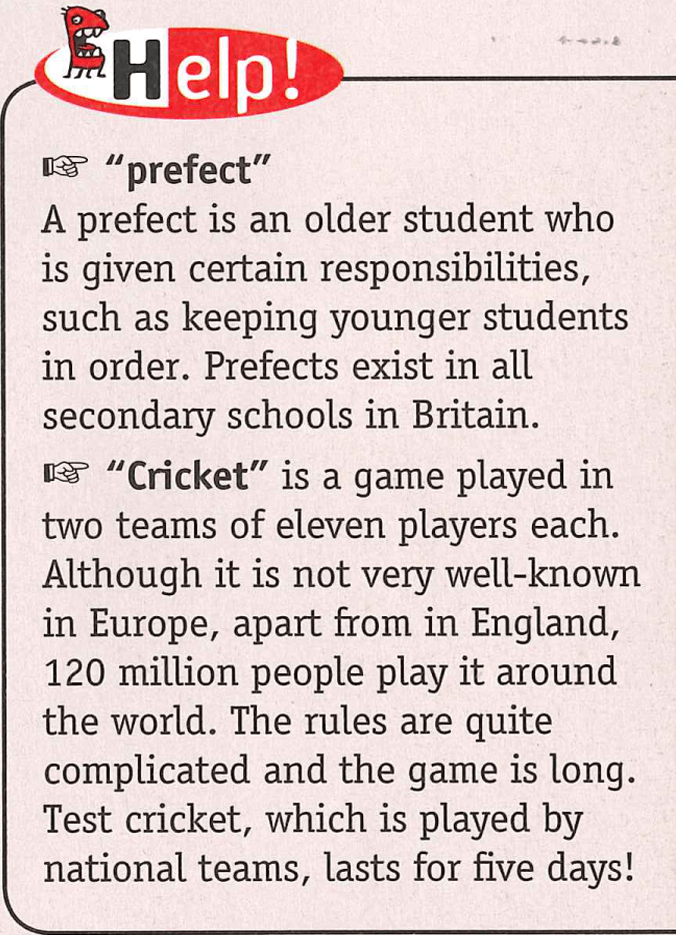 Help!
☞ “prefect”
A prefect is an older student who
is given certain responsibilities,
such as keeping younger students
in order. Prefects exist in all
secondary schools in Britain.
☞ “Cricket” is a game played in
two teams of eleven players each.
Although it is not very well-known
in Europe, apart from in England,
120 million people play it around
the world. The rules are quite
complicated and the game is long.
Test cricket, which is played by
national teams, lasts for five days!